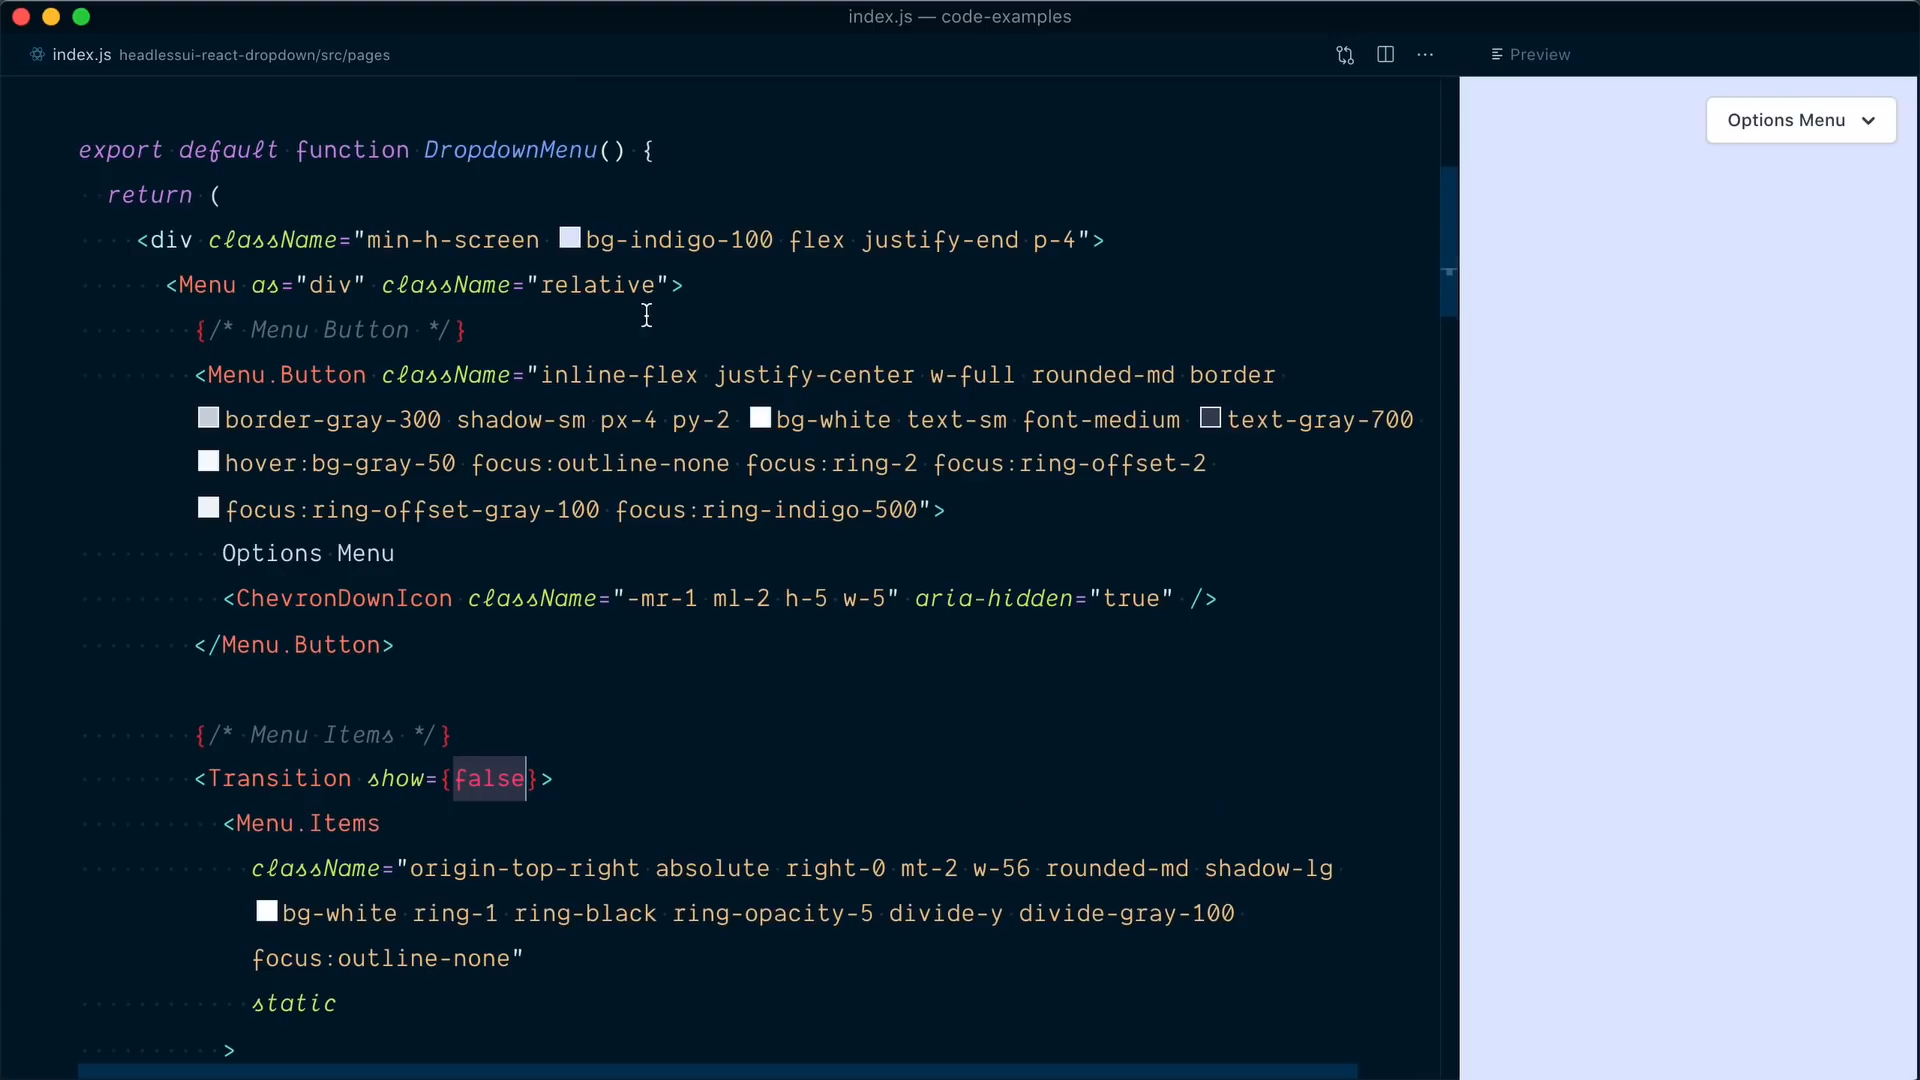 index.js — code-examples
index.js headlessui-react-dropdown/src/pages
Preview
Options Menu
export default function DropdownMenu() {
return (
<div className="min-h-screen bg-indigo-100 flex justify-end p-4">
<Menu as="div" className="relative">
{/* Menu Button */}
<Menu.Button className="inline-flex justify-center w-full rounded-md border
border-gray-300 shadow-sm px-4 py-2 bg-white text-sm font-medium text-gray-700
hover:bg-gray-50 focus:outline-none focus:ring-2 focus:ring-offset-2
focus:ring-offset-gray-100 focus:ring-indigo-500">
Options Menu
<ChevronDownIcon className="-mr-1 ml-2 h-5 w-5" aria-hidden="true" />
</Menu.Button>
{/* Menu Items */}
<Transition show={false}>
<Menu.Items
className="origin-top-right absolute right-0 mt-2 w-56 rounded-md shadow-lg
bg-white ring-1 ring-black ring-opacity-5 divide-y divide-gray-100
focus:outline-none"
static
>